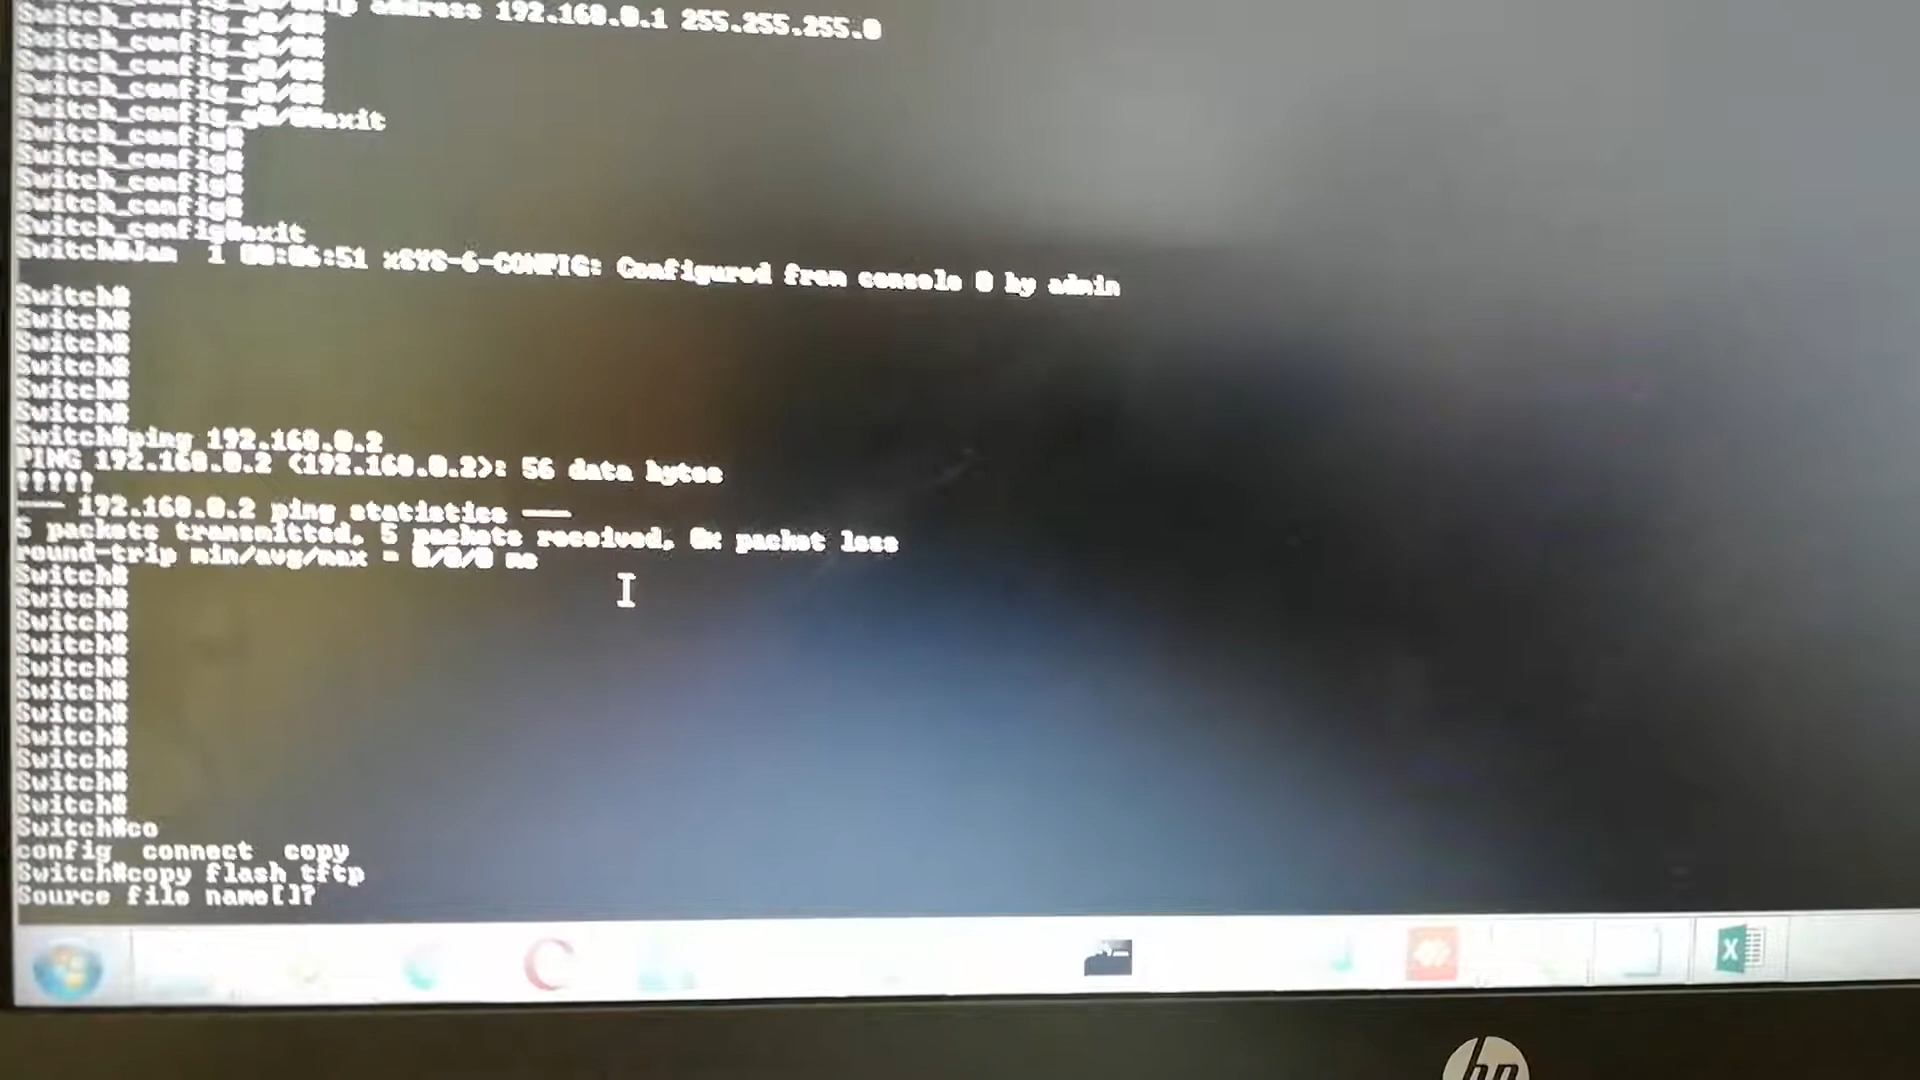 ip address 192.168.0.1 255.255.255.0
Switch_config_g0/0#
Switch_config_g0/0#
Switch_config_g0/0#
Switch_config_g0/0#
Switch_config_g0/0#exit
Switch_config#
Switch_config#
Switch_config#
Switch_config#
Switch_config#exit
Switch#Jan 1 00:06:51 %SYS-6-CONFIG: Configured from console 0 by admin
Switch#
Switch#
Switch#
Switch#
Switch#
Switch#
Switch#ping 192.168.0.2
PING 192.168.0.2 (192.168.0.2): 56 data bytes
!!!!!
--- 192.168.0.2 ping statistics ---
5 packets transmitted, 5 packets received, 0% packet loss
round-trip min/avg/max = 0/0/0 ms
Switch#
Switch#
Switch#
Switch#
Switch#
Switch#
Switch#
Switch#
Switch#
Switch#
Switch#
Switch#co
config connect copy
Switch#copy flash tftp
Source file name[]?
hp